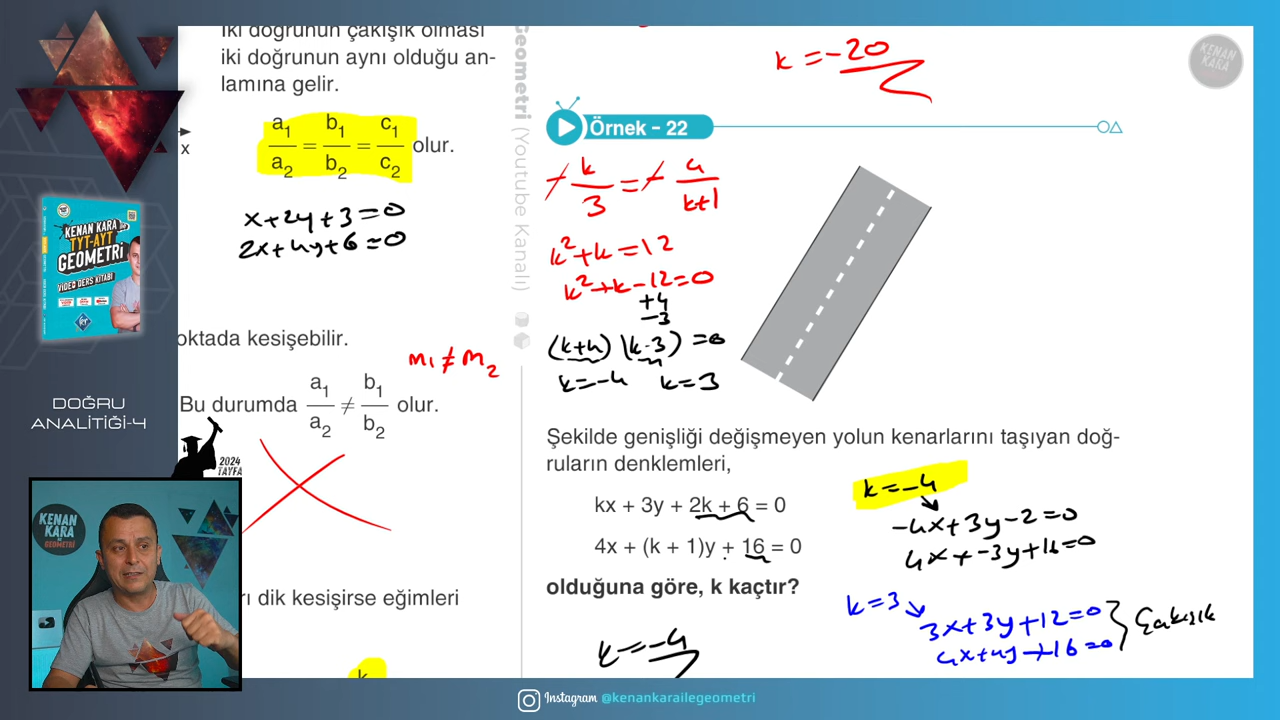 İki doğrunun çakışık olması
iki doğrunun aynı olduğu an-
lamına gelir.
a1/a2 = b1/b2 = c1/c2 olur.
x
x+2y+3=0
2x+4y+6=0
oktada kesişebilir.
m1 ≠ m2
Bu durumda a1/a2 ≠ b1/b2 olur.
2024
TAYFA
rı dik kesişirse eğimleri
k
KENAN KARA
TYT-AYT
GEOMETRİ
VİDEO DERS KİTABI
DOĞRU
ANALİTİĞİ-4
KENAN
KARA
GEOMETRİ
Geometri (Youtube Kanalı)
k=-20
KENAN
KARA
Örnek - 22
-k/3 = -4/k+1
k²+k=12
k²+k-12=0
+4
-3
(k+4) (k-3) =0
k=-4 k=3
Şekilde genişliği değişmeyen yolun kenarlarını taşıyan doğ-
ruların denklemleri,
kx + 3y + 2k + 6 = 0
4x + (k + 1)y + 16 = 0
olduğuna göre, k kaçtır?
k=-4
k=-4
-4x+3y-2=0
4x+-3y+16=0
k=3
3x+3y+12=0
4x+4y+16=0
Çakışık
Instagram @kenankarailegeometri